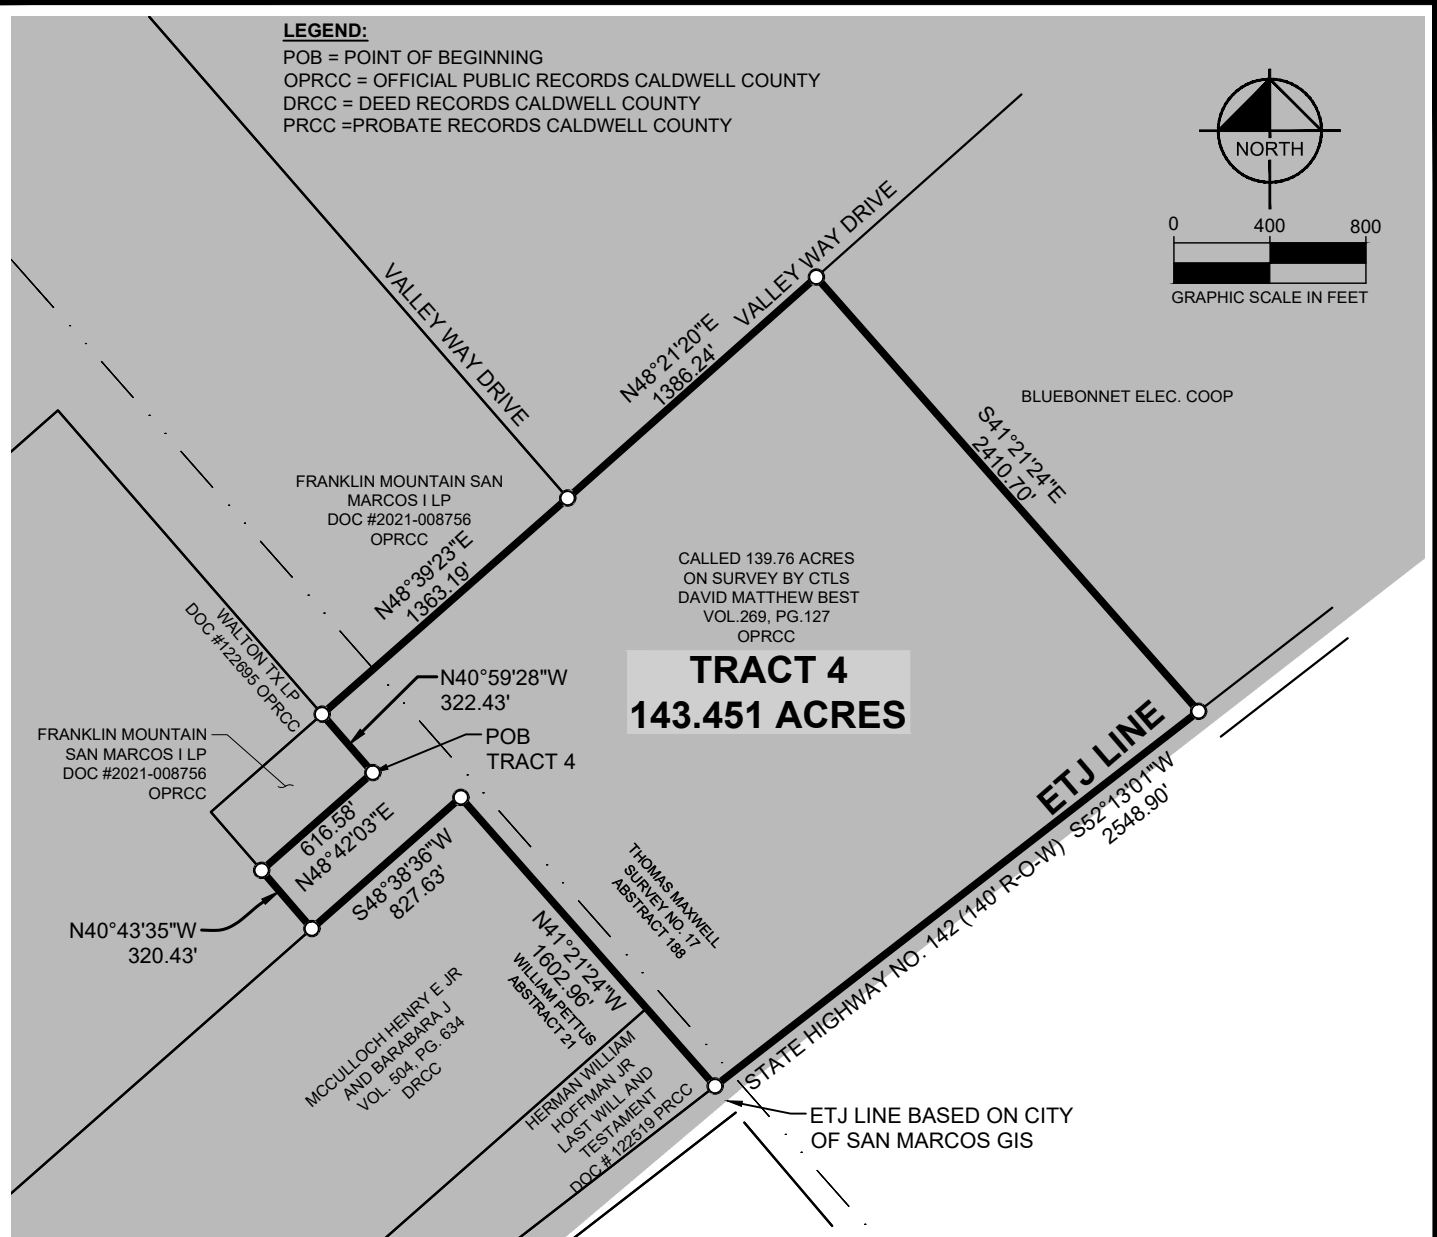 LEGEND:
POB = POINT OF BEGINNING
OPRCC = OFFICIAL PUBLIC RECORDS CALDWELL COUNTY
DRCC = DEED RECORDS CALDWELL COUNTY
PRCC =PROBATE RECORDS CALDWELL COUNTY
NORTH
0 400 800
GRAPHIC SCALE IN FEET
VALLEY WAY DRIVE
VALLEY WAY DRIVE
N48°21'20"E
1386.24'
BLUEBONNET ELEC. COOP
S41°21'24"E
2410.70'
FRANKLIN MOUNTAIN SAN
MARCOS I LP
DOC #2021-008756
OPRCC
N48°39'23"E
1363.19'
CALLED 139.76 ACRES
ON SURVEY BY CTLS
DAVID MATTHEW BEST
VOL.269, PG.127
OPRCC
TRACT 4
143.451 ACRES
WALTON TX LP
DOC #122695 OPRCC
N40°59'28"W
322.43'
POB
TRACT 4
FRANKLIN MOUNTAIN
SAN MARCOS I LP
DOC #2021-008756
OPRCC
616.58'
N48°42'03"E
S48°38'36"W
827.63'
N40°43'35"W
320.43'
ETJ LINE
S52°13'01"W
2548.90'
STATE HIGHWAY NO. 142 (140' R-O-W)
THOMAS MAXWELL
SURVEY NO. 17
ABSTRACT 188
N41°21'24"W
1602.96'
WILLIAM PETTUS
ABSTRACT 21
MCCULLOCH HENRY E JR
AND BARABARA J
VOL. 504, PG. 634
DRCC
HERMAN WILLIAM
HOFFMAN JR
LAST WILL AND
TESTAMENT
DOC # 122519 PRCC
ETJ LINE BASED ON CITY
OF SAN MARCOS GIS